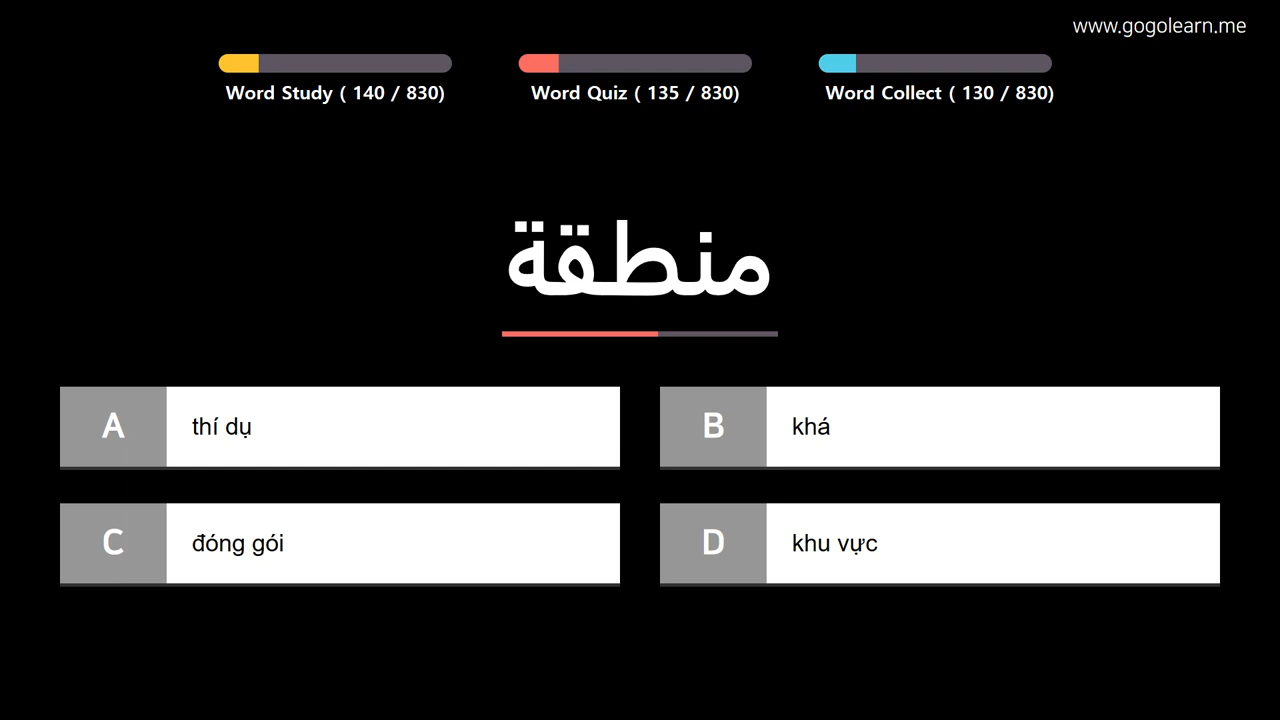 www.gogolearn.me
Word Study ( 140 / 830)
Word Quiz ( 135 / 830)
Word Collect ( 130 / 830)
منطقة
A thí dụ
B khá
C đóng gói
D khu vực